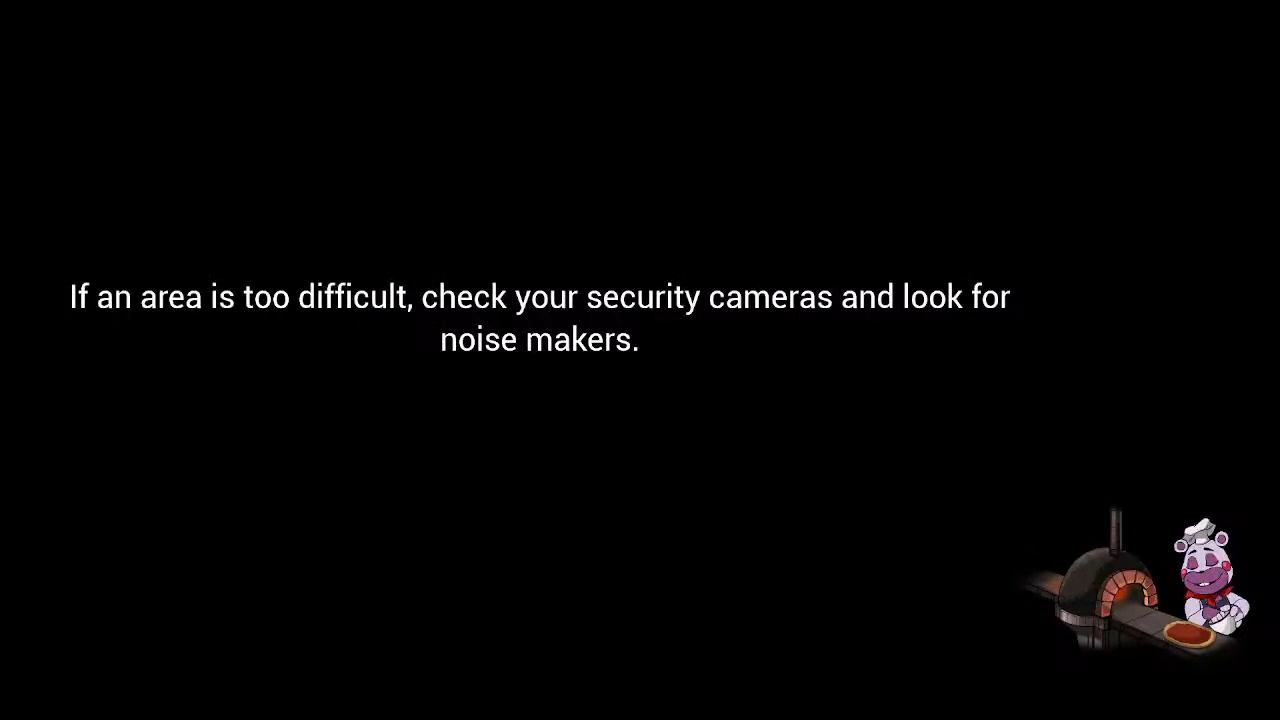 If an area is too difficult, check your security cameras and look for
noise makers.